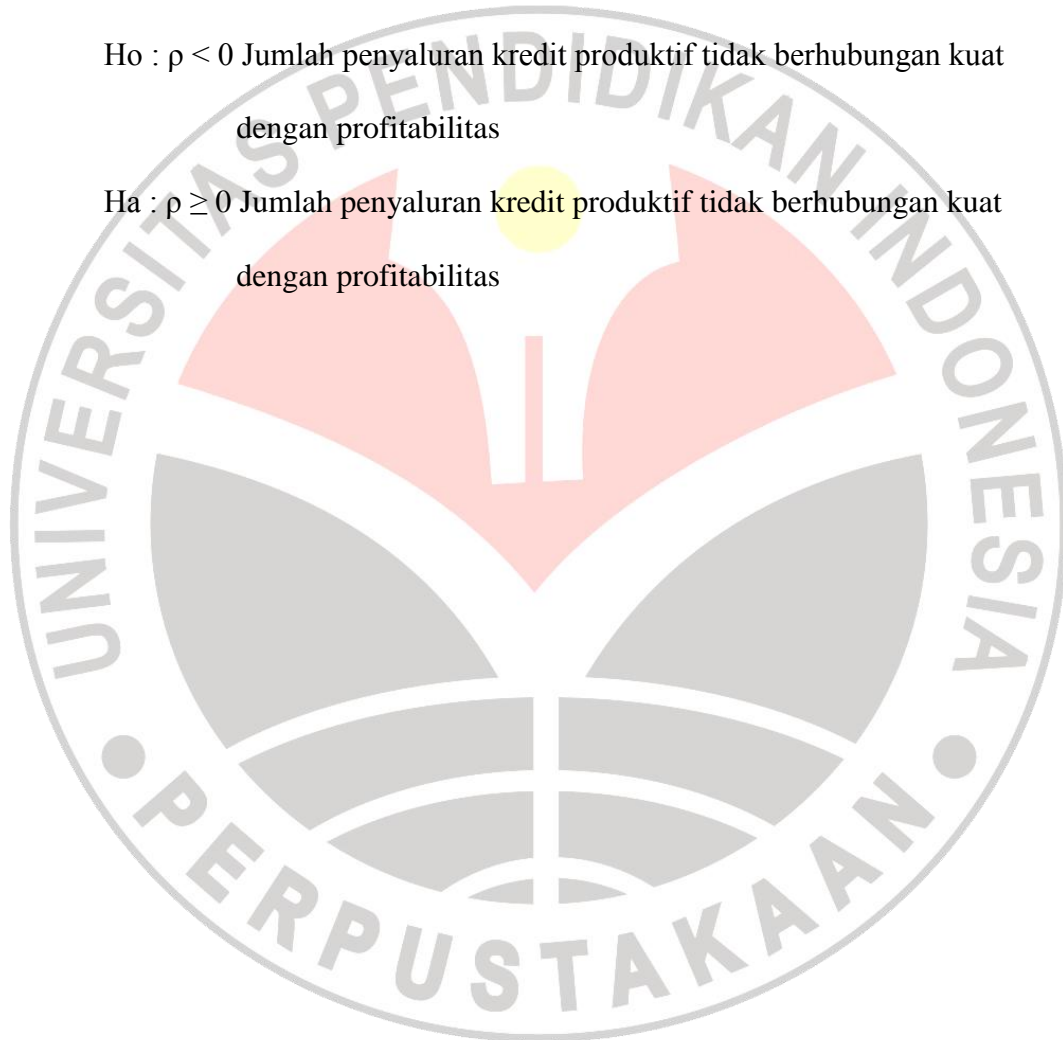 Ho : ρ < 0 Jumlah penyaluran kredit produktif tidak berhubungan kuat
dengan profitabilitas
Ha : ρ ≥ 0 Jumlah penyaluran kredit produktif tidak berhubungan kuat
dengan profitabilitas
UNIVERSITAS PENDIDIKAN INDONESIA
PERPUSTAKAAN